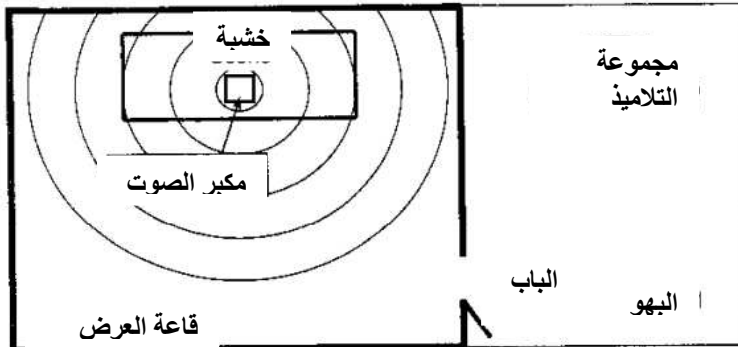 خشبة
مجموعة
التلاميذ
مكبر الصوت
الباب
البهو
قاعة العرض